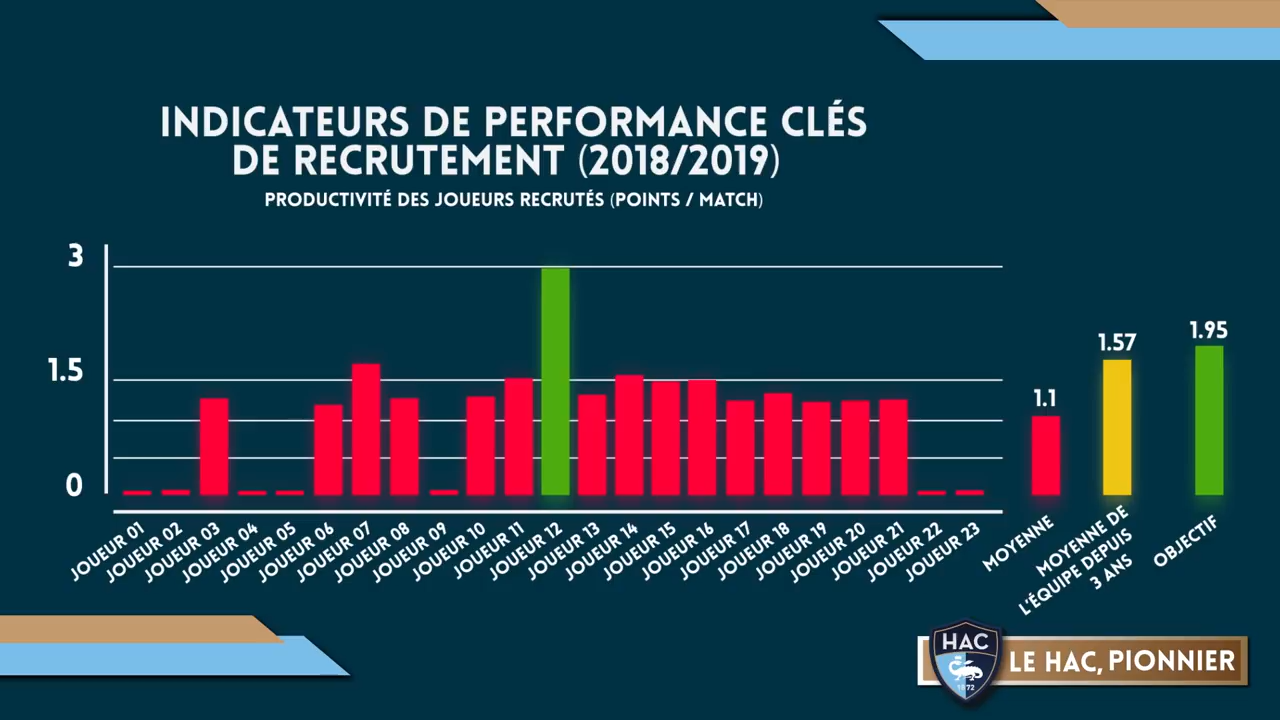 INDICATEURS DE PERFORMANCE CLÉS
DE RECRUTEMENT (2018/2019)
PRODUCTIVITÉ DES JOUEURS RECRUTÉS (POINTS / MATCH)
3
1.5
0
JOUEUR 01
JOUEUR 02
JOUEUR 03
JOUEUR 04
JOUEUR 05
JOUEUR 06
JOUEUR 07
JOUEUR 08
JOUEUR 09
JOUEUR 10
JOUEUR 11
JOUEUR 12
JOUEUR 13
JOUEUR 14
JOUEUR 15
JOUEUR 16
JOUEUR 17
JOUEUR 18
JOUEUR 19
JOUEUR 20
JOUEUR 21
JOUEUR 22
JOUEUR 23
1.1
MOYENNE
1.57
MOYENNE DE
L'ÉQUIPE DEPUIS
3 ANS
1.95
OBJECTIF
HAC
1872
LE HAC, PIONNIER